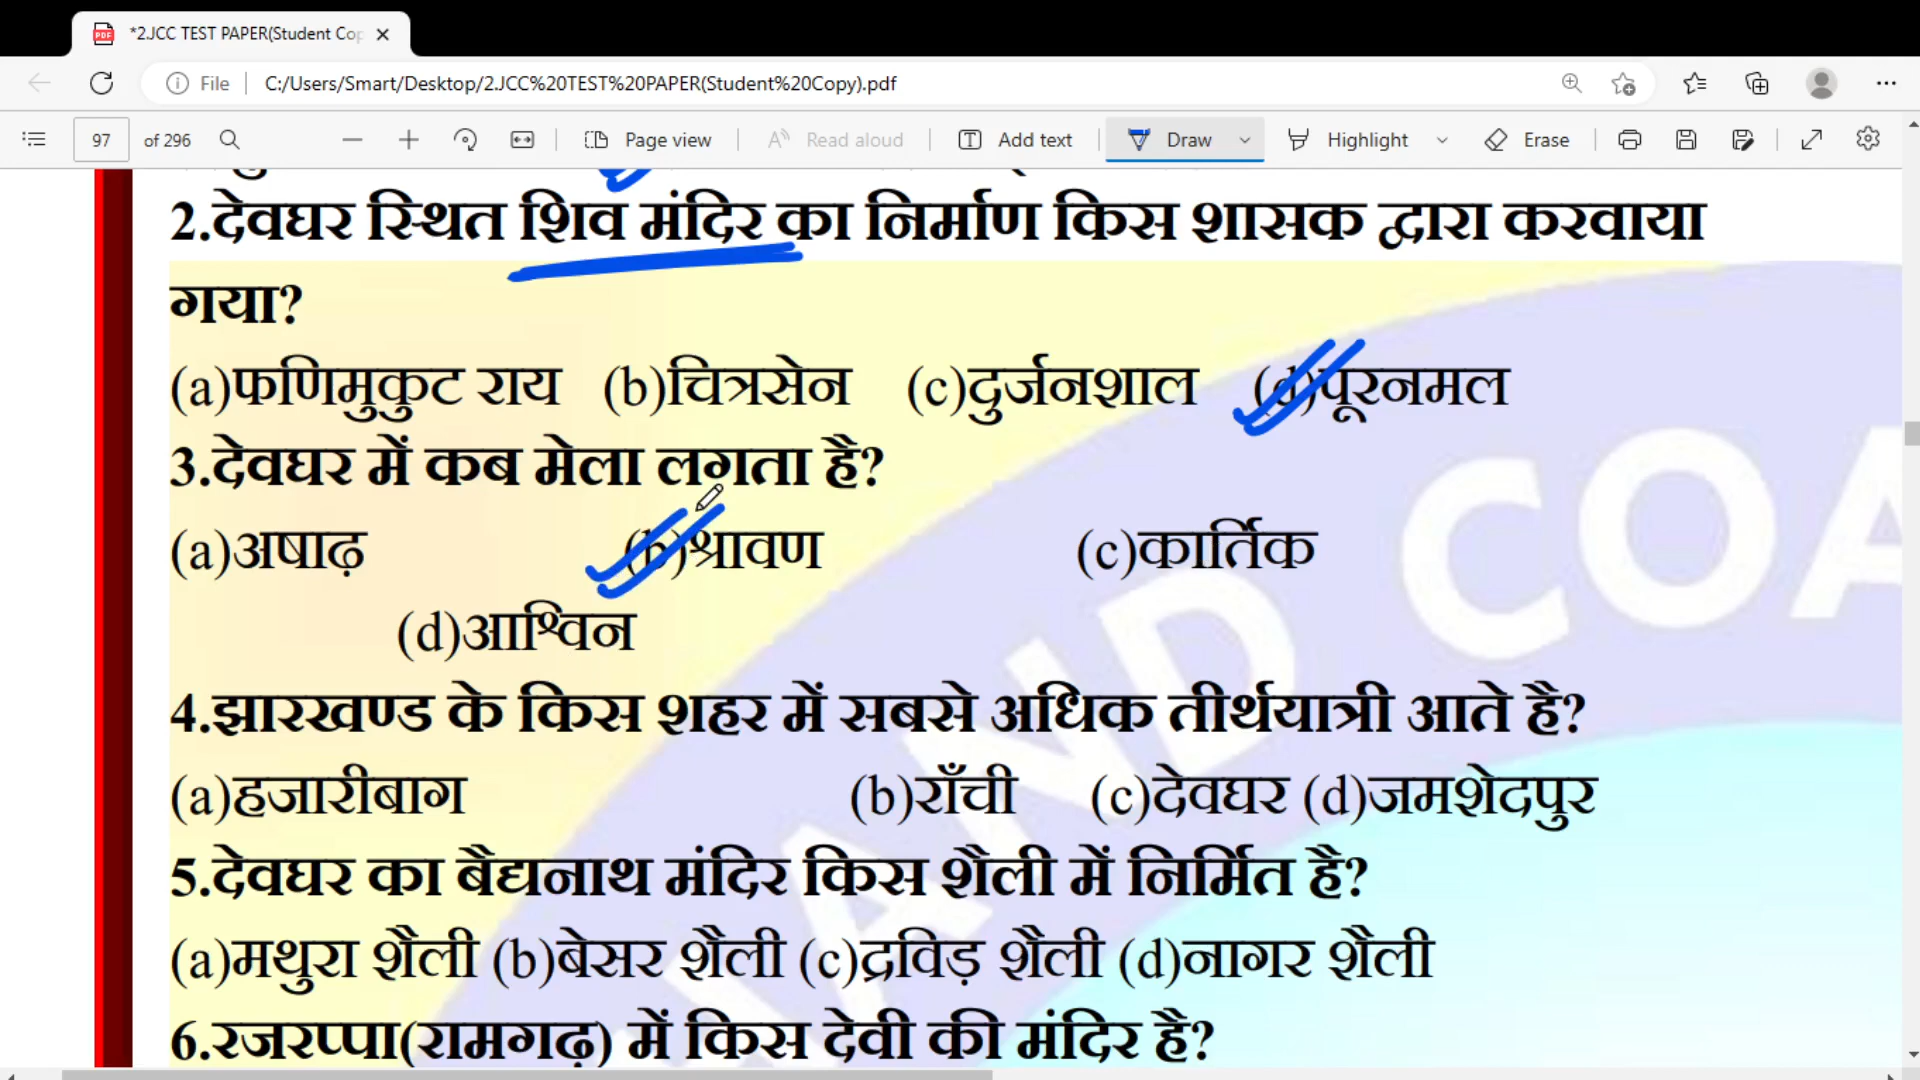 *2.JCC TEST PAPER(Student Cop
File C:/Users/Smart/Desktop/2.JCC%20TEST%20PAPER(Student%20Copy).pdf
97 of 296 Page view Read aloud Add text Draw Highlight Erase
2.देवघर स्थित शिव मंदिर का निर्माण किस शासक द्वारा करवाया
गया?
(a)फणिमुकुट राय (b)चित्रसेन (c)दुर्जनशाल (d)पूरनमल
3.देवघर में कब मेला लगता है?
(a)अषाढ़ (b)श्रावण (c)कार्तिक
(d)आश्विन
4.झारखण्ड के किस शहर में सबसे अधिक तीर्थयात्री आते है?
(a)हजारीबाग (b)राँची (c)देवघर (d)जमशेदपुर
5.देवघर का बैद्यनाथ मंदिर किस शैली में निर्मित है?
(a)मथुरा शैली (b)बेसर शैली (c)द्रविड़ शैली (d)नागर शैली
6.रजरप्पा(रामगढ़) में किस देवी की मंदिर है?